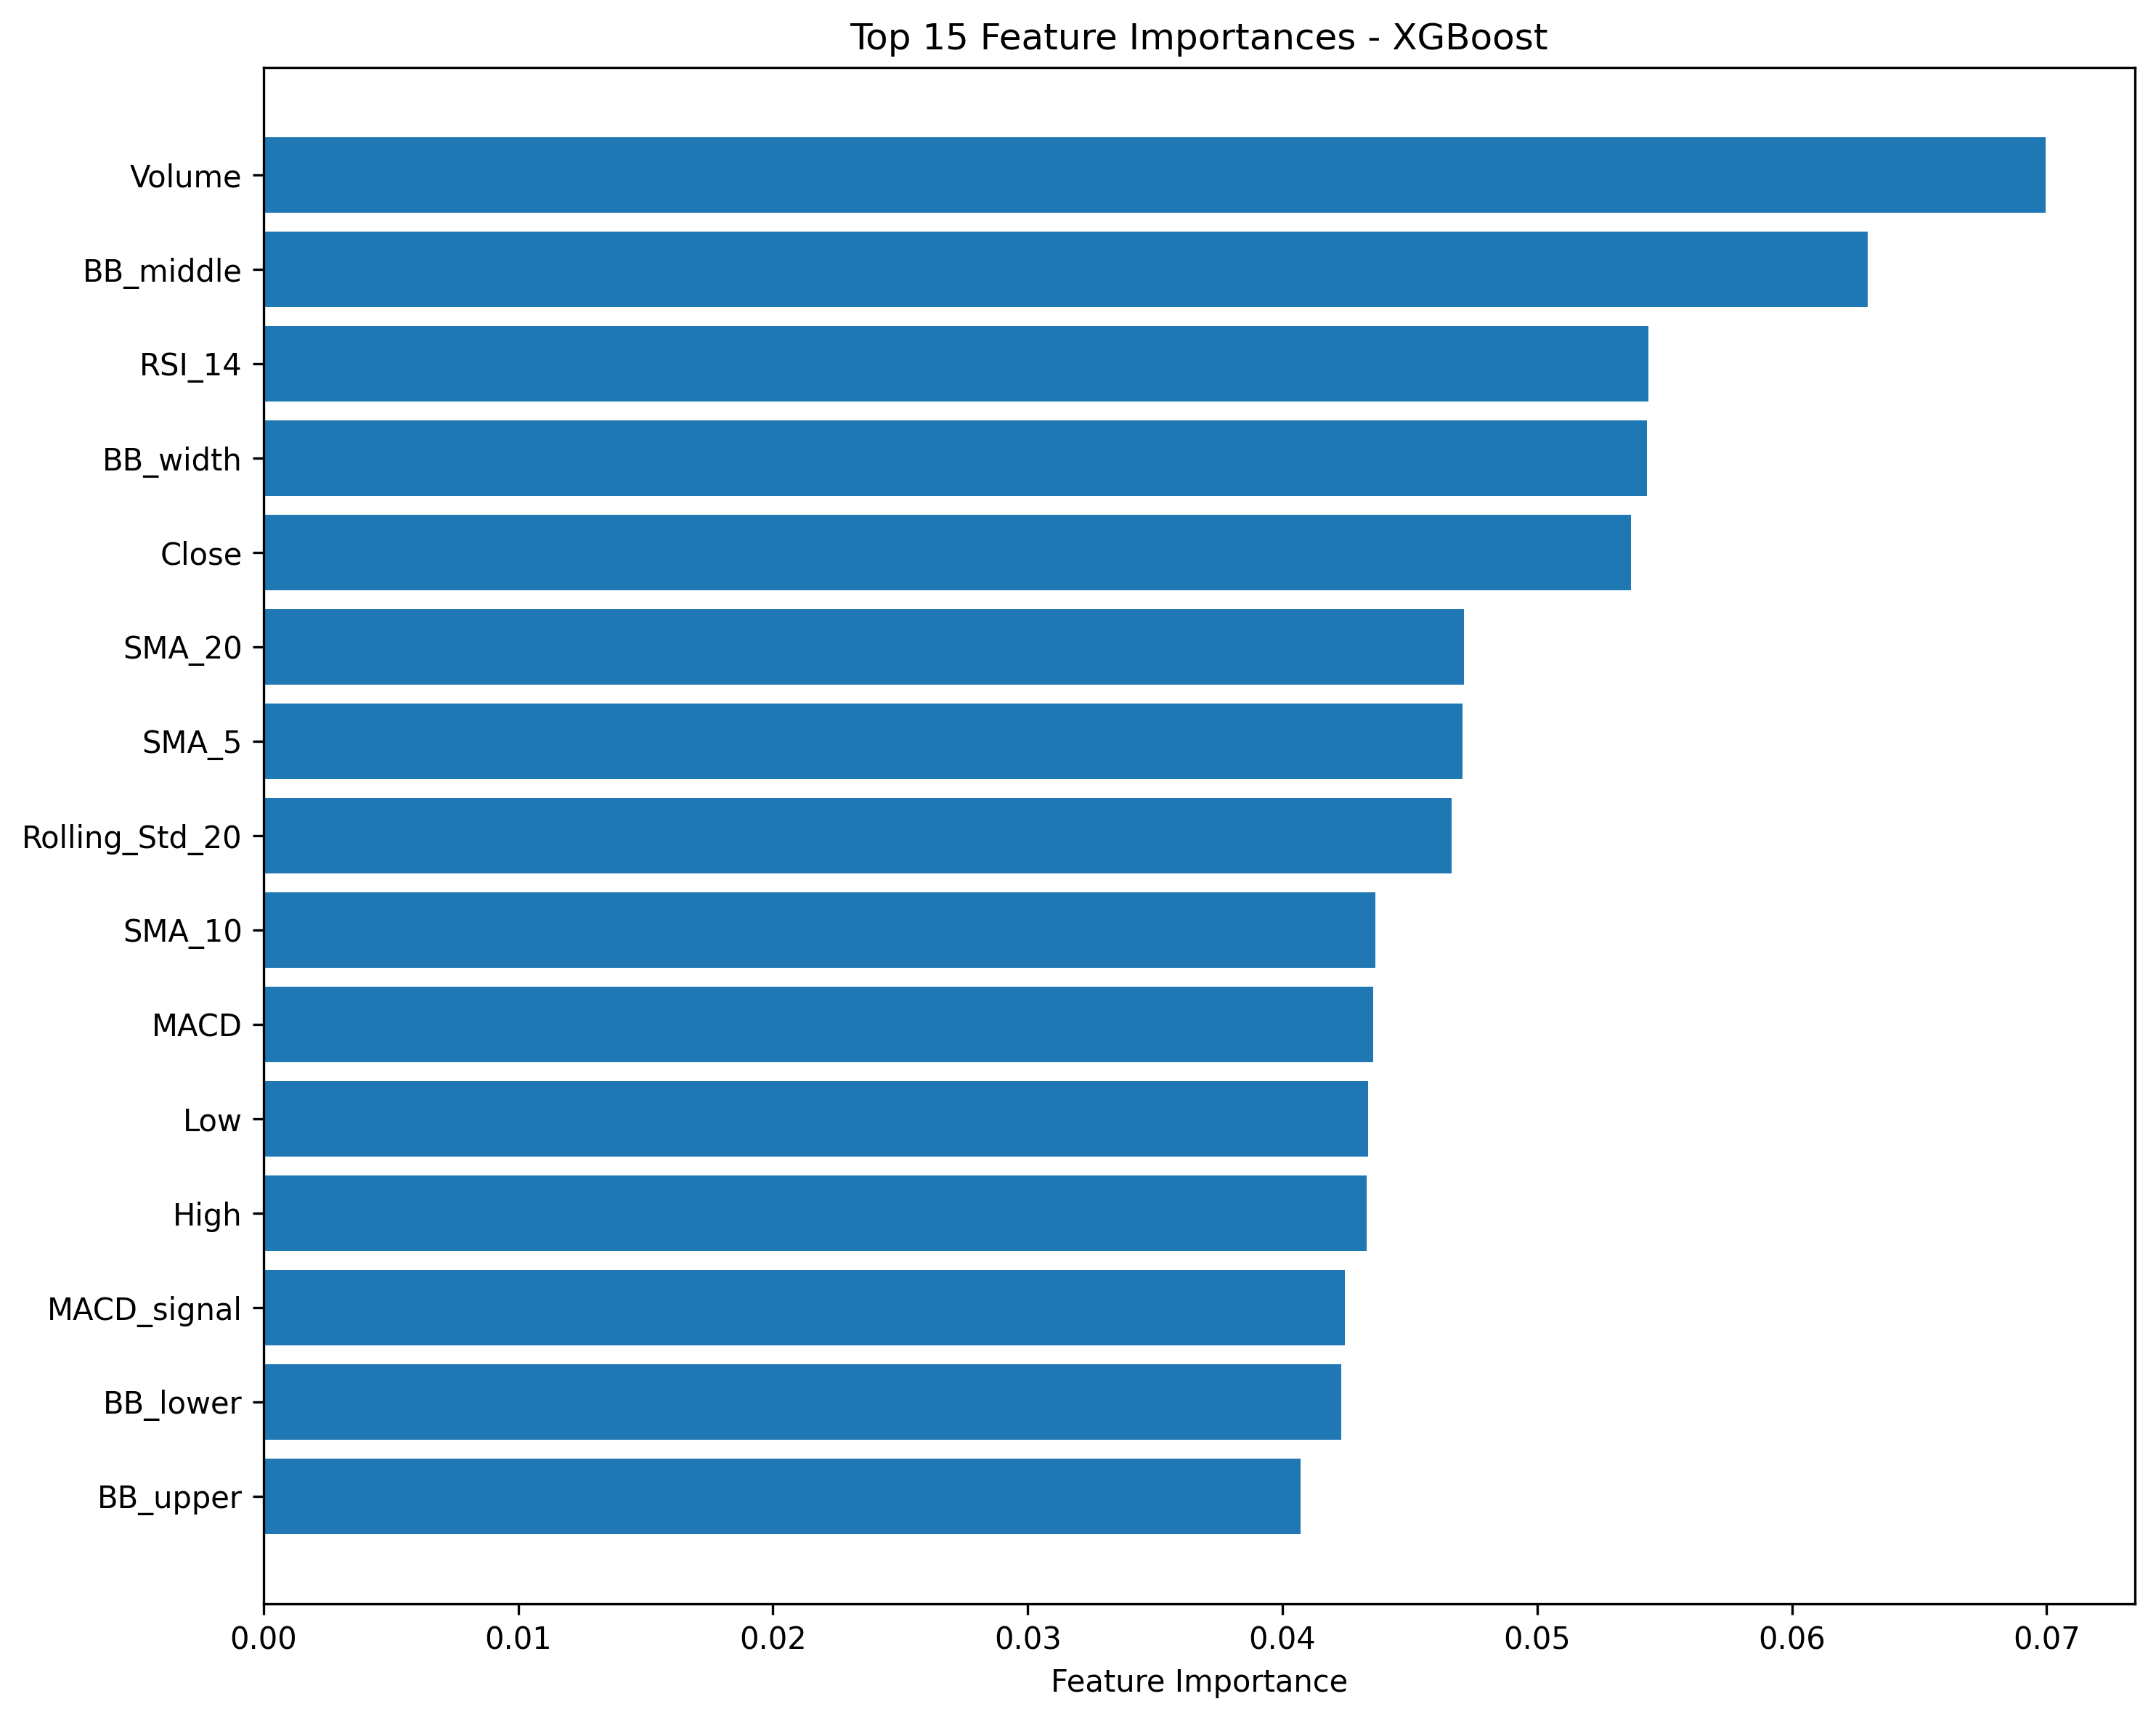 Top 15 Feature Importances - XGBoost
Volume
BB_middle
RSI_14
BB_width
Close
SMA_20
SMA_5
Rolling_Std_20
SMA_10
MACD
Low
High
MACD_signal
BB_lower
BB_upper
0.00 0.01 0.02 0.03 0.04 0.05 0.06 0.07
Feature Importance